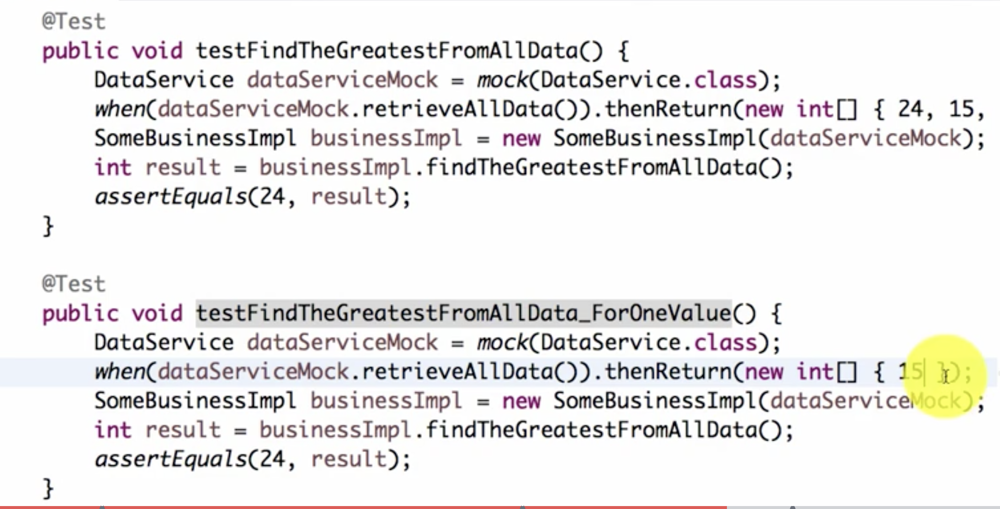 @Test
public void testFindTheGreatestFromAllData() {
DataService dataServiceMock = mock(DataService.class);
when(dataServiceMock.retrieveAllData()).thenReturn(new int[] { 24, 15,
SomeBusinessImpl businessImpl = new SomeBusinessImpl(dataServiceMock);
int result = businessImpl.findTheGreatestFromAllData();
assertEquals(24, result);
}
@Test
public void testFindTheGreatestFromAllData_ForOneValue() {
DataService dataServiceMock = mock(DataService.class);
when(dataServiceMock.retrieveAllData()).thenReturn(new int[] { 15 });
SomeBusinessImpl businessImpl = new SomeBusinessImpl(dataServiceMock);
int result = businessImpl.findTheGreatestFromAllData();
assertEquals(24, result);
}